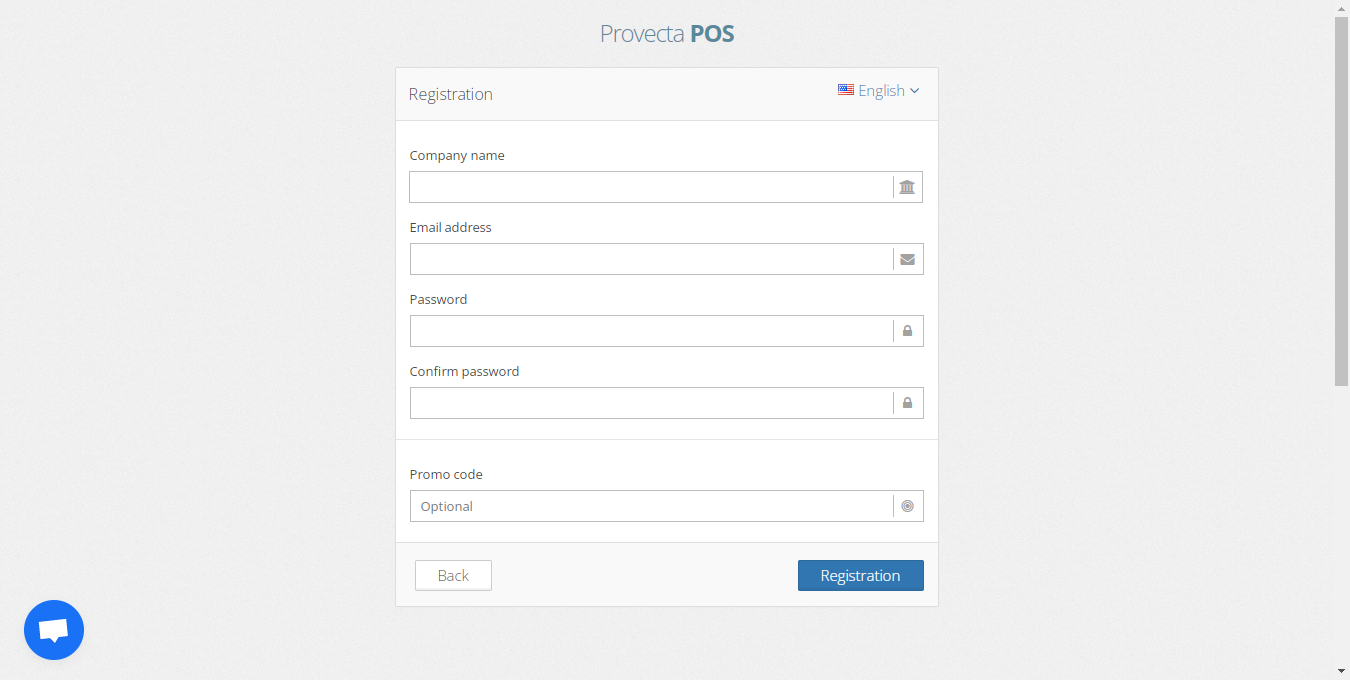 Provecta POS
Registration
English
Company name
Email address
Password
Confirm password
Promo code
Optional
Back
Registration